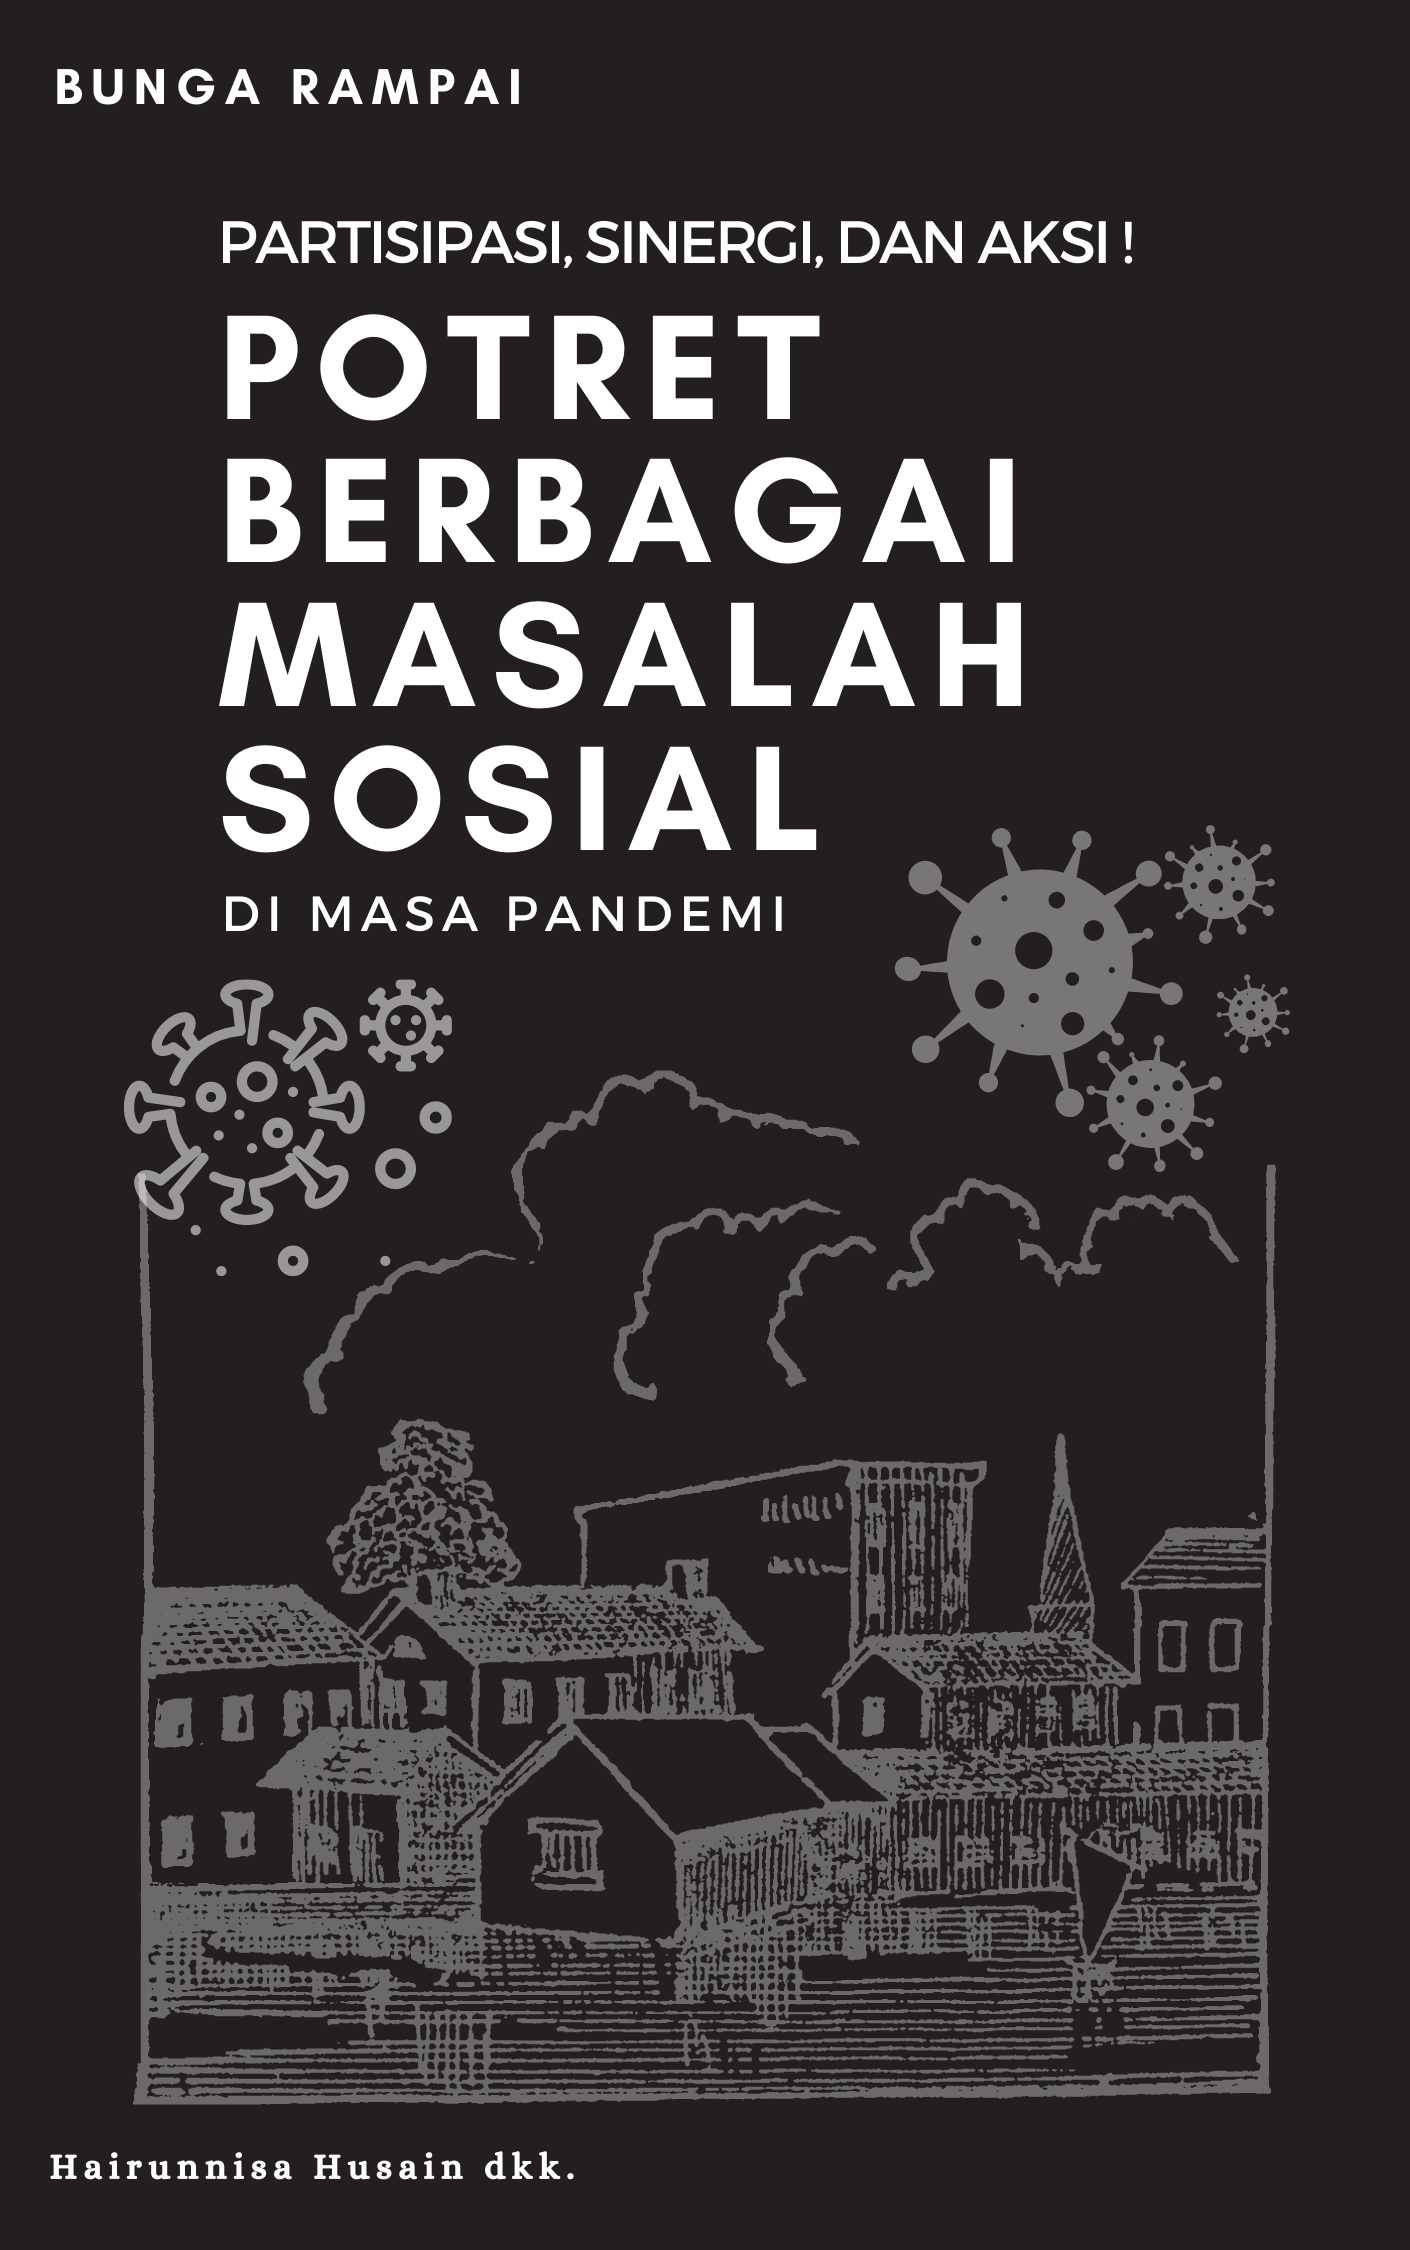 BUNGA RAMPAI
PARTISIPASI, SINERGI, DAN AKSI !
POTRET
BERBAGAI
MASALAH
SOSIAL
DI MASA PANDEMI
Hairunnisa Husain dkk.